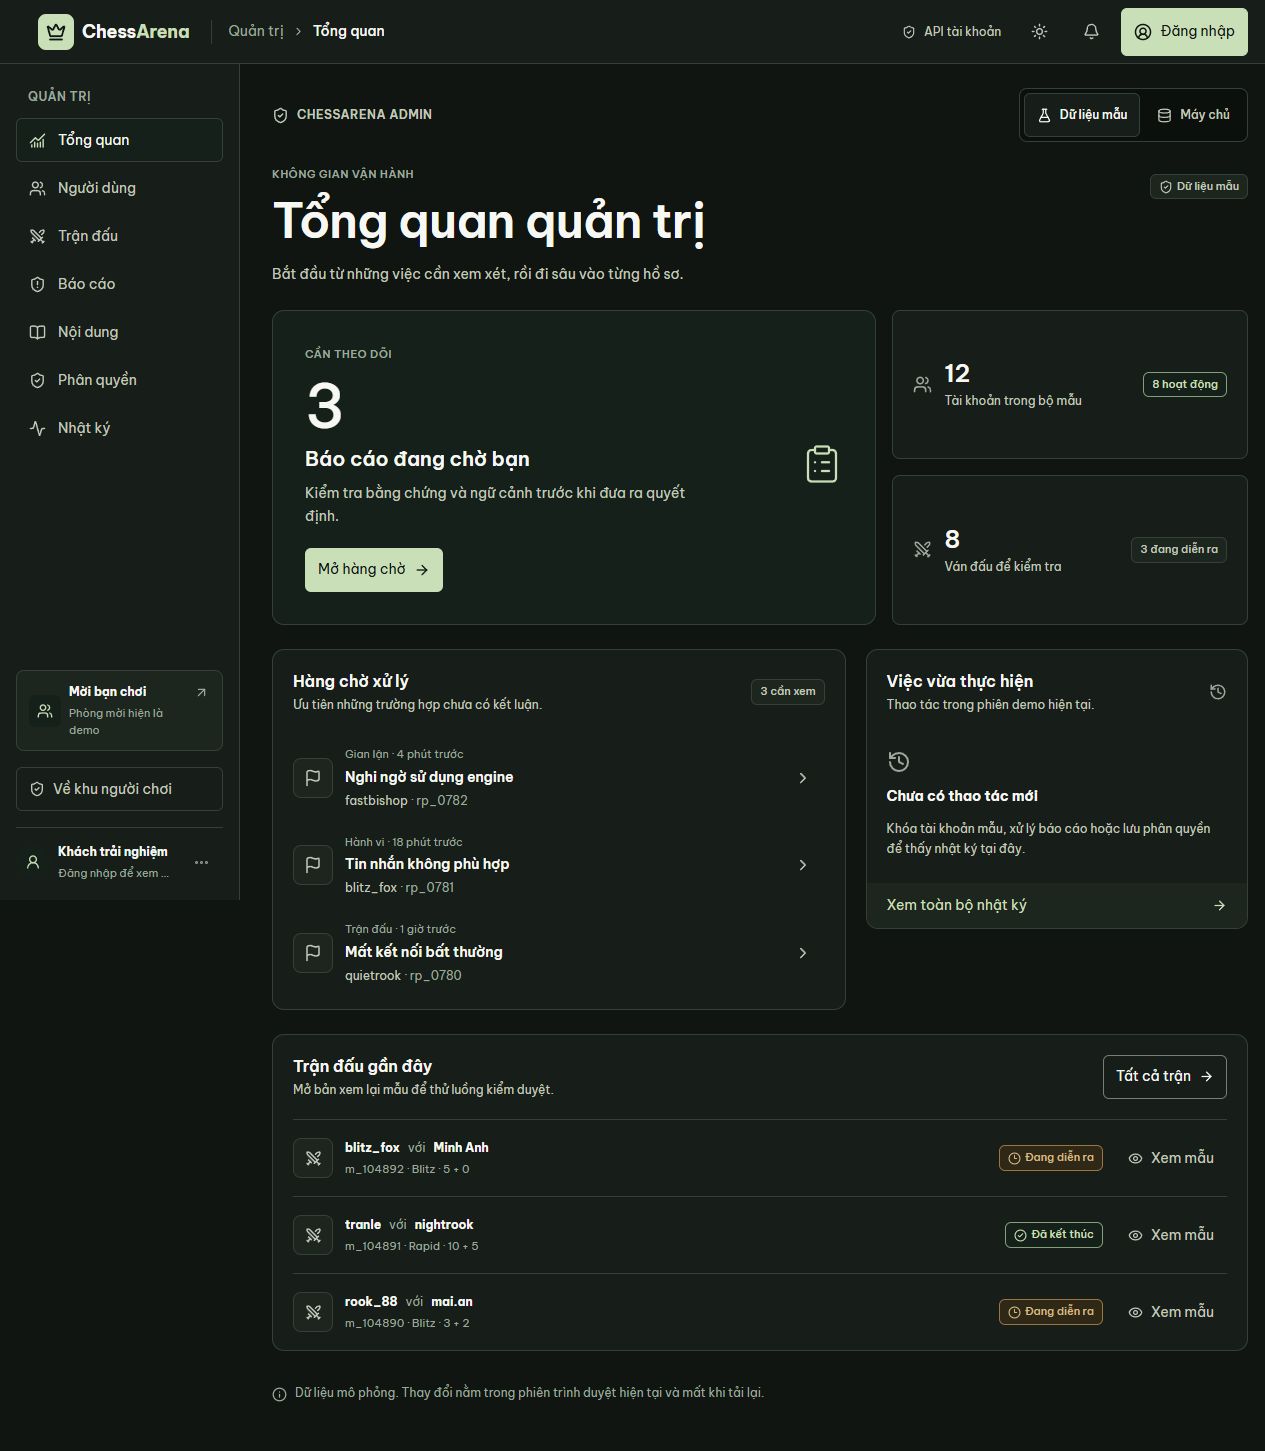 ChessArena
Quản trị
Tổng quan
API tài khoản
Đăng nhập
QUẢN TRỊ
Tổng quan
Người dùng
Trận đấu
Báo cáo
Nội dung
Phân quyền
Nhật ký
Mời bạn chơi
Phòng mời hiện là
demo
Về khu người chơi
Khách trải nghiệm
Đăng nhập để xem ...
CHESSARENA ADMIN
Dữ liệu mẫu
Máy chủ
KHÔNG GIAN VẬN HÀNH
Dữ liệu mẫu
Tổng quan quản trị
Bắt đầu từ những việc cần xem xét, rồi đi sâu vào từng hồ sơ.
CẦN THEO DÕI
3
Báo cáo đang chờ bạn
Kiểm tra bằng chứng và ngữ cảnh trước khi đưa ra quyết
định.
Mở hàng chờ
12
Tài khoản trong bộ mẫu
8 hoạt động
8
Ván đấu để kiểm tra
3 đang diễn ra
Hàng chờ xử lý
Ưu tiên những trường hợp chưa có kết luận.
3 cần xem
Gian lận · 4 phút trước
Nghi ngờ sử dụng engine
fastbishop · rp_0782
Hành vi · 18 phút trước
Tin nhắn không phù hợp
blitz_fox · rp_0781
Trận đấu · 1 giờ trước
Mất kết nối bất thường
quietrook · rp_0780
Việc vừa thực hiện
Thao tác trong phiên demo hiện tại.
Chưa có thao tác mới
Khóa tài khoản mẫu, xử lý báo cáo hoặc lưu phân quyền
để thấy nhật ký tại đây.
Xem toàn bộ nhật ký
Trận đấu gần đây
Mở bản xem lại mẫu để thử luồng kiểm duyệt.
Tất cả trận
blitz_fox với Minh Anh
m_104892 · Blitz · 5 + 0
Đang diễn ra
Xem mẫu
tranle với nightrook
m_104891 · Rapid · 10 + 5
Đã kết thúc
Xem mẫu
rook_88 với mai.an
m_104890 · Blitz · 3 + 2
Đang diễn ra
Xem mẫu
Dữ liệu mô phỏng. Thay đổi nằm trong phiên trình duyệt hiện tại và mất khi tải lại.